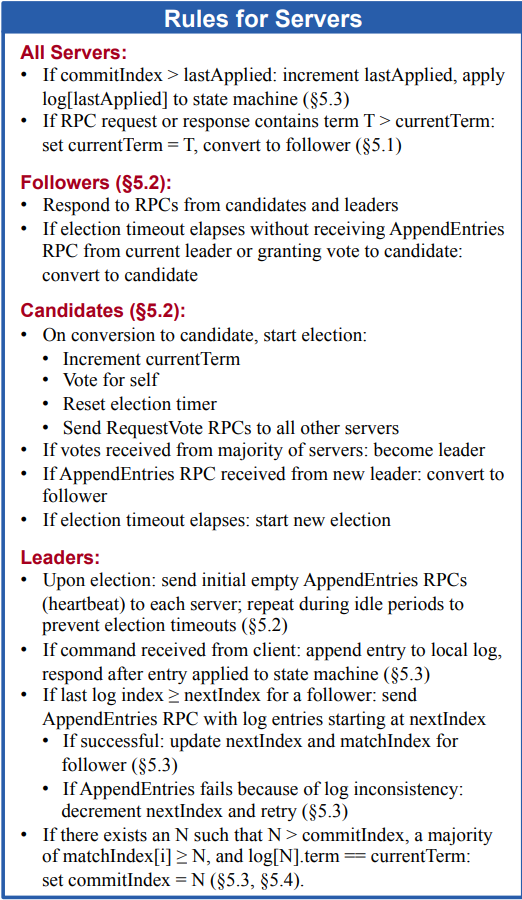 Rules for Servers
All Servers:
• If commitIndex > lastApplied: increment lastApplied, apply
log[lastApplied] to state machine (§5.3)
• If RPC request or response contains term T > currentTerm:
set currentTerm = T, convert to follower (§5.1)
Followers (§5.2):
• Respond to RPCs from candidates and leaders
• If election timeout elapses without receiving AppendEntries
RPC from current leader or granting vote to candidate:
convert to candidate
Candidates (§5.2):
• On conversion to candidate, start election:
• Increment currentTerm
• Vote for self
• Reset election timer
• Send RequestVote RPCs to all other servers
• If votes received from majority of servers: become leader
• If AppendEntries RPC received from new leader: convert to
follower
• If election timeout elapses: start new election
Leaders:
• Upon election: send initial empty AppendEntries RPCs
(heartbeat) to each server; repeat during idle periods to
prevent election timeouts (§5.2)
• If command received from client: append entry to local log,
respond after entry applied to state machine (§5.3)
• If last log index ≥ nextIndex for a follower: send
AppendEntries RPC with log entries starting at nextIndex
• If successful: update nextIndex and matchIndex for
follower (§5.3)
• If AppendEntries fails because of log inconsistency:
decrement nextIndex and retry (§5.3)
• If there exists an N such that N > commitIndex, a majority
of matchIndex[i] ≥ N, and log[N].term == currentTerm:
set commitIndex = N (§5.3, §5.4).